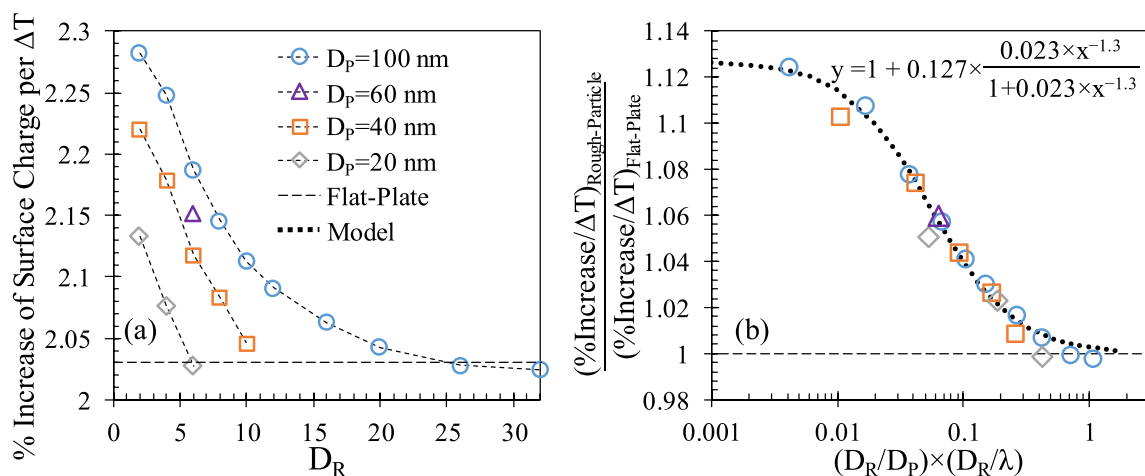 % Increase of Surface Charge per ΔT
2.3
2.25
2.2
2.15
2.1
2.05
2
0
5
10
15
20
25
30
D_R
(a)
D_P=100 nm
D_P=60 nm
D_P=40 nm
D_P=20 nm
Flat-Plate
Model
(%Increase/ΔT)_Rough-Particle
(%Increase/ΔT)_Flat-Plate
1.14
1.12
1.1
1.08
1.06
1.04
1.02
1
0.98
0.001
0.01
0.1
1
(D_R/D_P)×(D_R/λ)
(b)
0.023×x^−1.3
y =1 + 0.127×
1+0.023×x^−1.3